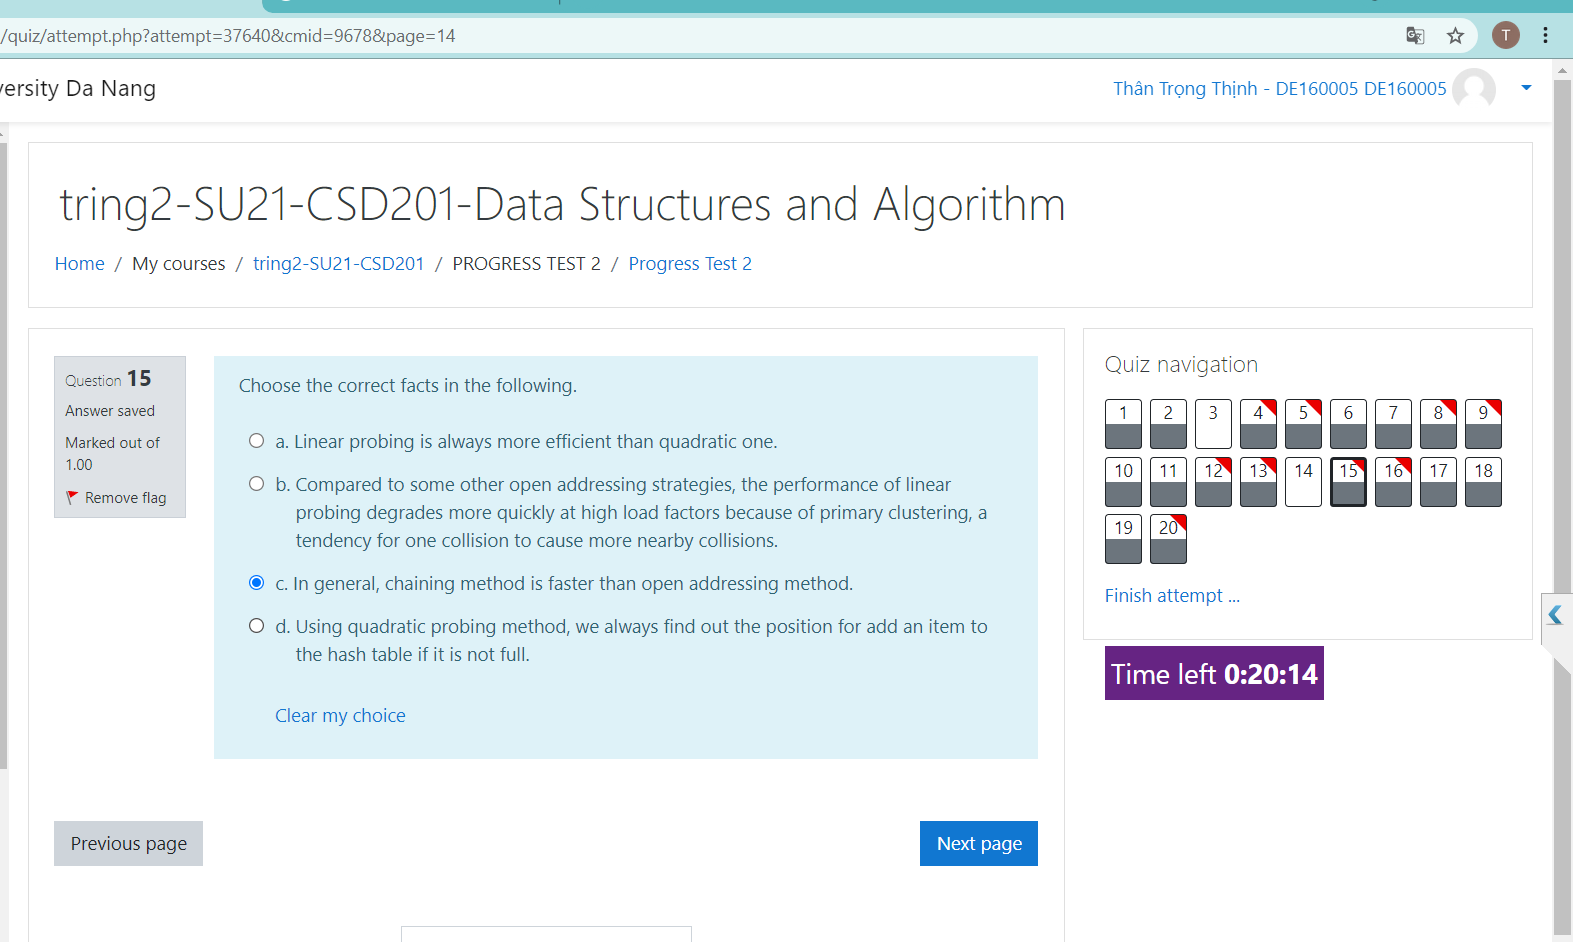 /quiz/attempt.php?attempt=37640&cmid=9678&page=14
T
versity Da Nang
Thân Trọng Thịnh - DE160005 DE160005
tring2-SU21-CSD201-Data Structures and Algorithm
Home / My courses / tring2-SU21-CSD201 / PROGRESS TEST 2 / Progress Test 2
Question 15
Answer saved
Marked out of
1.00
Remove flag
Choose the correct facts in the following.
a. Linear probing is always more efficient than quadratic one.
b. Compared to some other open addressing strategies, the performance of linear
probing degrades more quickly at high load factors because of primary clustering, a
tendency for one collision to cause more nearby collisions.
c. In general, chaining method is faster than open addressing method.
d. Using quadratic probing method, we always find out the position for add an item to
the hash table if it is not full.
Clear my choice
Previous page
Next page
Quiz navigation
1 2 3 4 5 6 7 8 9
10 11 12 13 14 15 16 17 18
19 20
Finish attempt ...
Time left 0:20:14